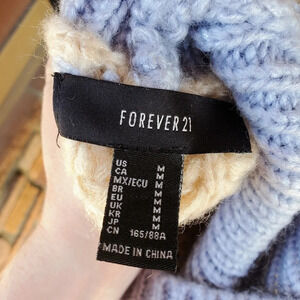 FOREVER 21
US M
CA M
MX/ECU M
BR M
EU M
UK M
KR M
JP M
CN 165/88A
MADE IN CHINA